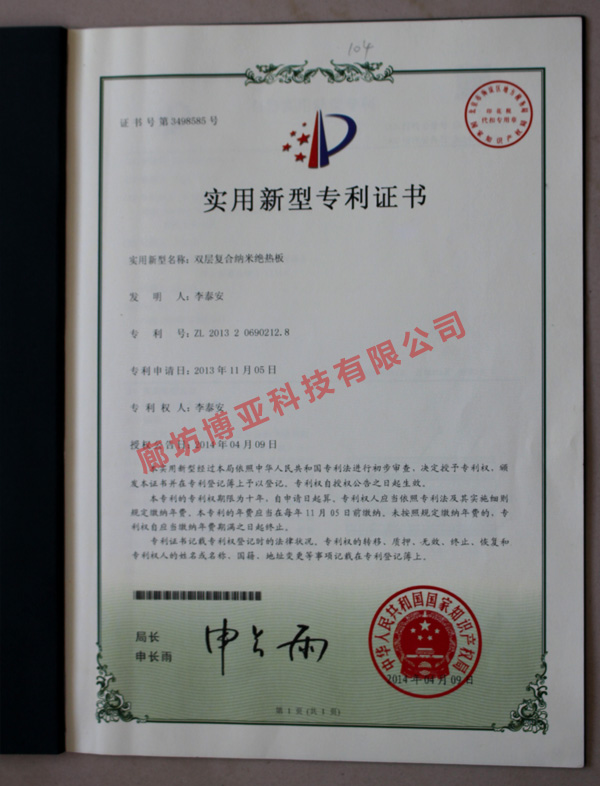 104
证书号第3498585号
代办专用章
实用新型专利证书
实用新型名称：双层复合纳米绝热板
发明人：李泰安
专利号：ZL 2013 2 0690212.8
专利申请日：2013年11月05日
专利权人：李泰安
授权公告日：2014年04月09日
廊坊博亚科技有限公司
本实用新型经过本局依照中华人民共和国专利法进行初步审查，决定授予专利权，颁
发本证书并在专利登记簿上予以登记。专利权自授权公告之日起生效。
本专利的专利权期限为十年，自申请日起算。专利权人应当依照专利法及其实施细则
规定缴纳年费。本专利的年费应当在每年11月05日前缴纳。未按照规定缴纳年费的，专
利权自应当缴纳年费期满之日起终止。
专利证书记载专利权登记时的法律状况。专利权的转移、质押、无效、终止、恢复和
专利权人的姓名或名称、国籍、地址变更等事项记载在专利登记簿上。
局长
申长雨
申长雨
中华人民共和国国家知识产权局
2014年04月09日
第1页(共1页)